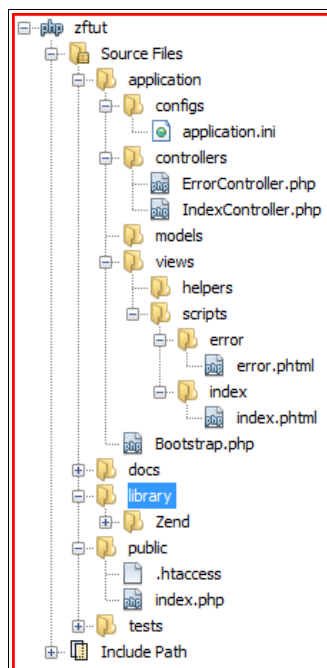 zftut
Source Files
application
configs
application.ini
controllers
ErrorController.php
IndexController.php
models
views
helpers
scripts
error
error.phtml
index
index.phtml
Bootstrap.php
docs
library
Zend
public
.htaccess
index.php
tests
Include Path